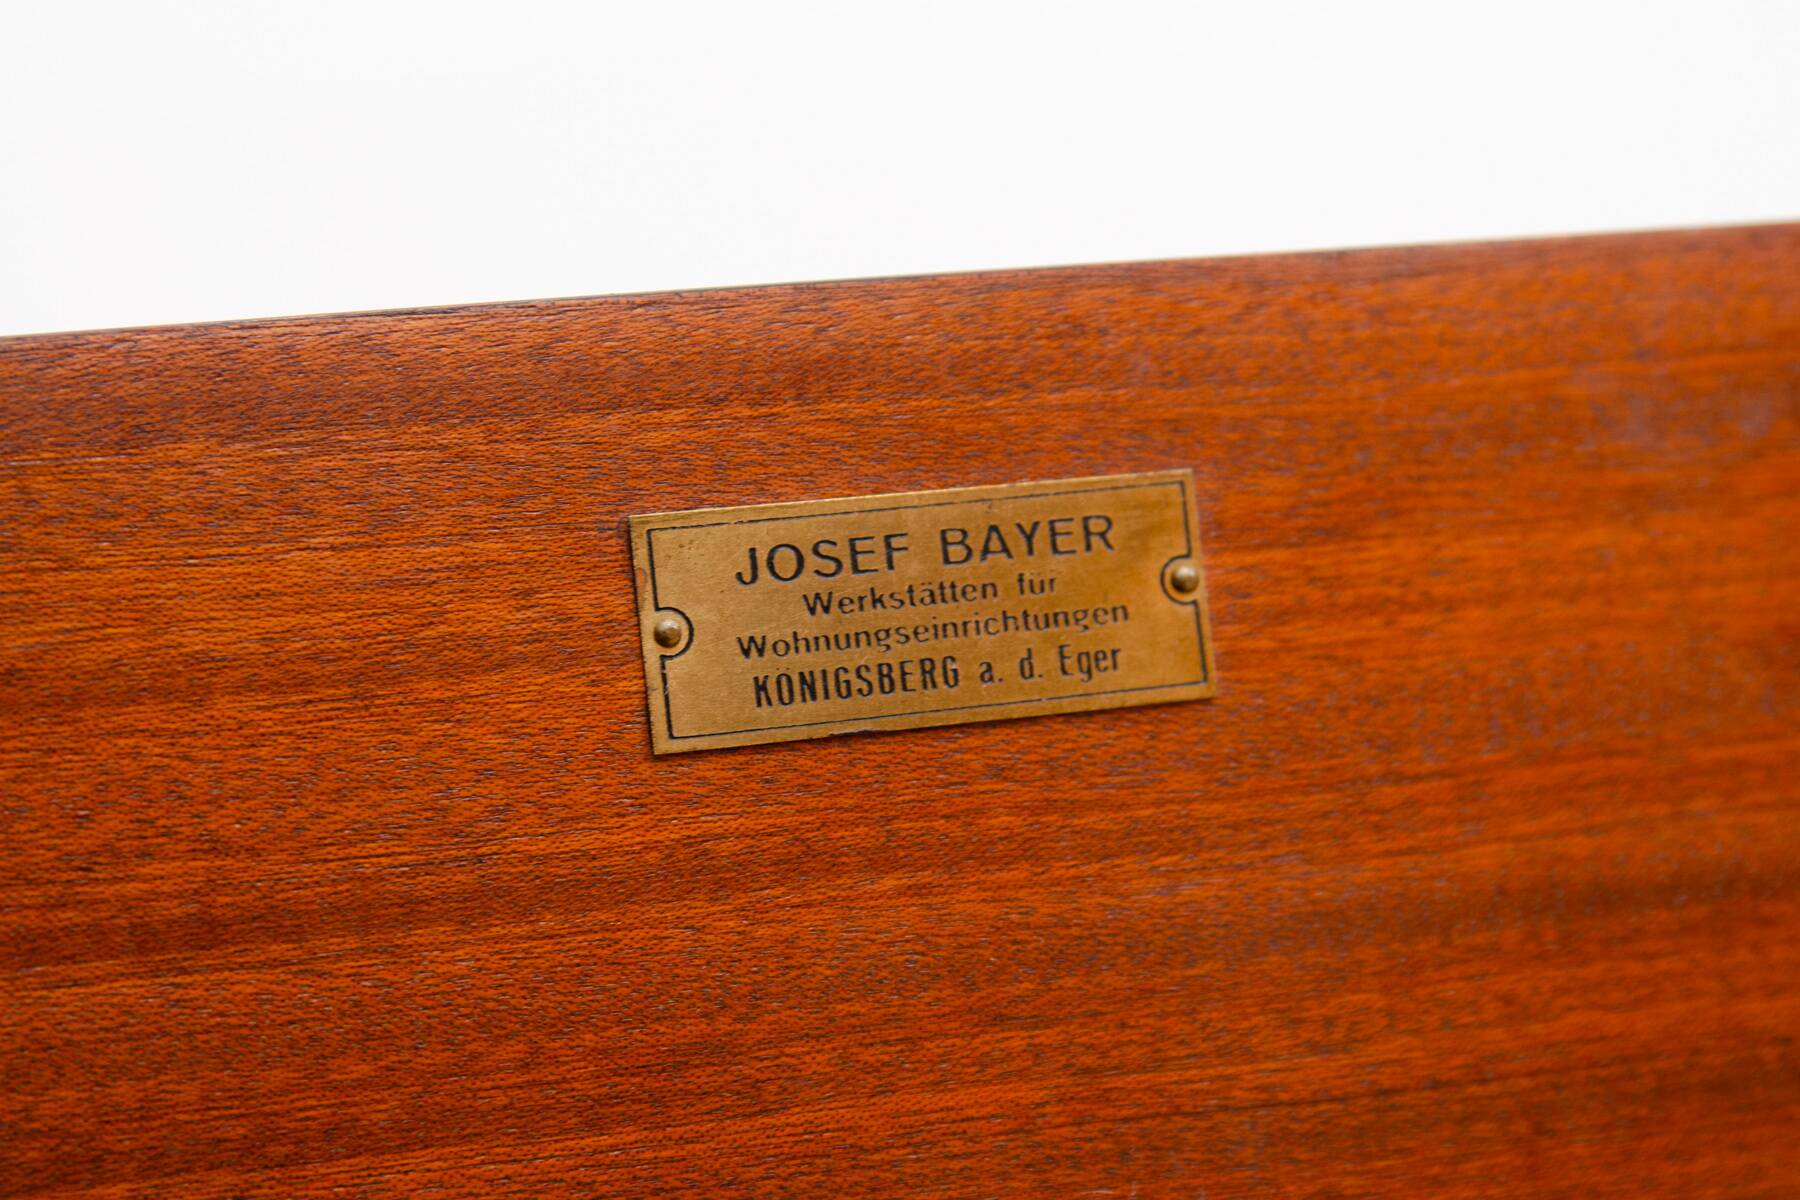 JOSEF BAYER
Werkstätten für
Wohnungseinrichtungen
KÖNIGSBERG a. d. Eger